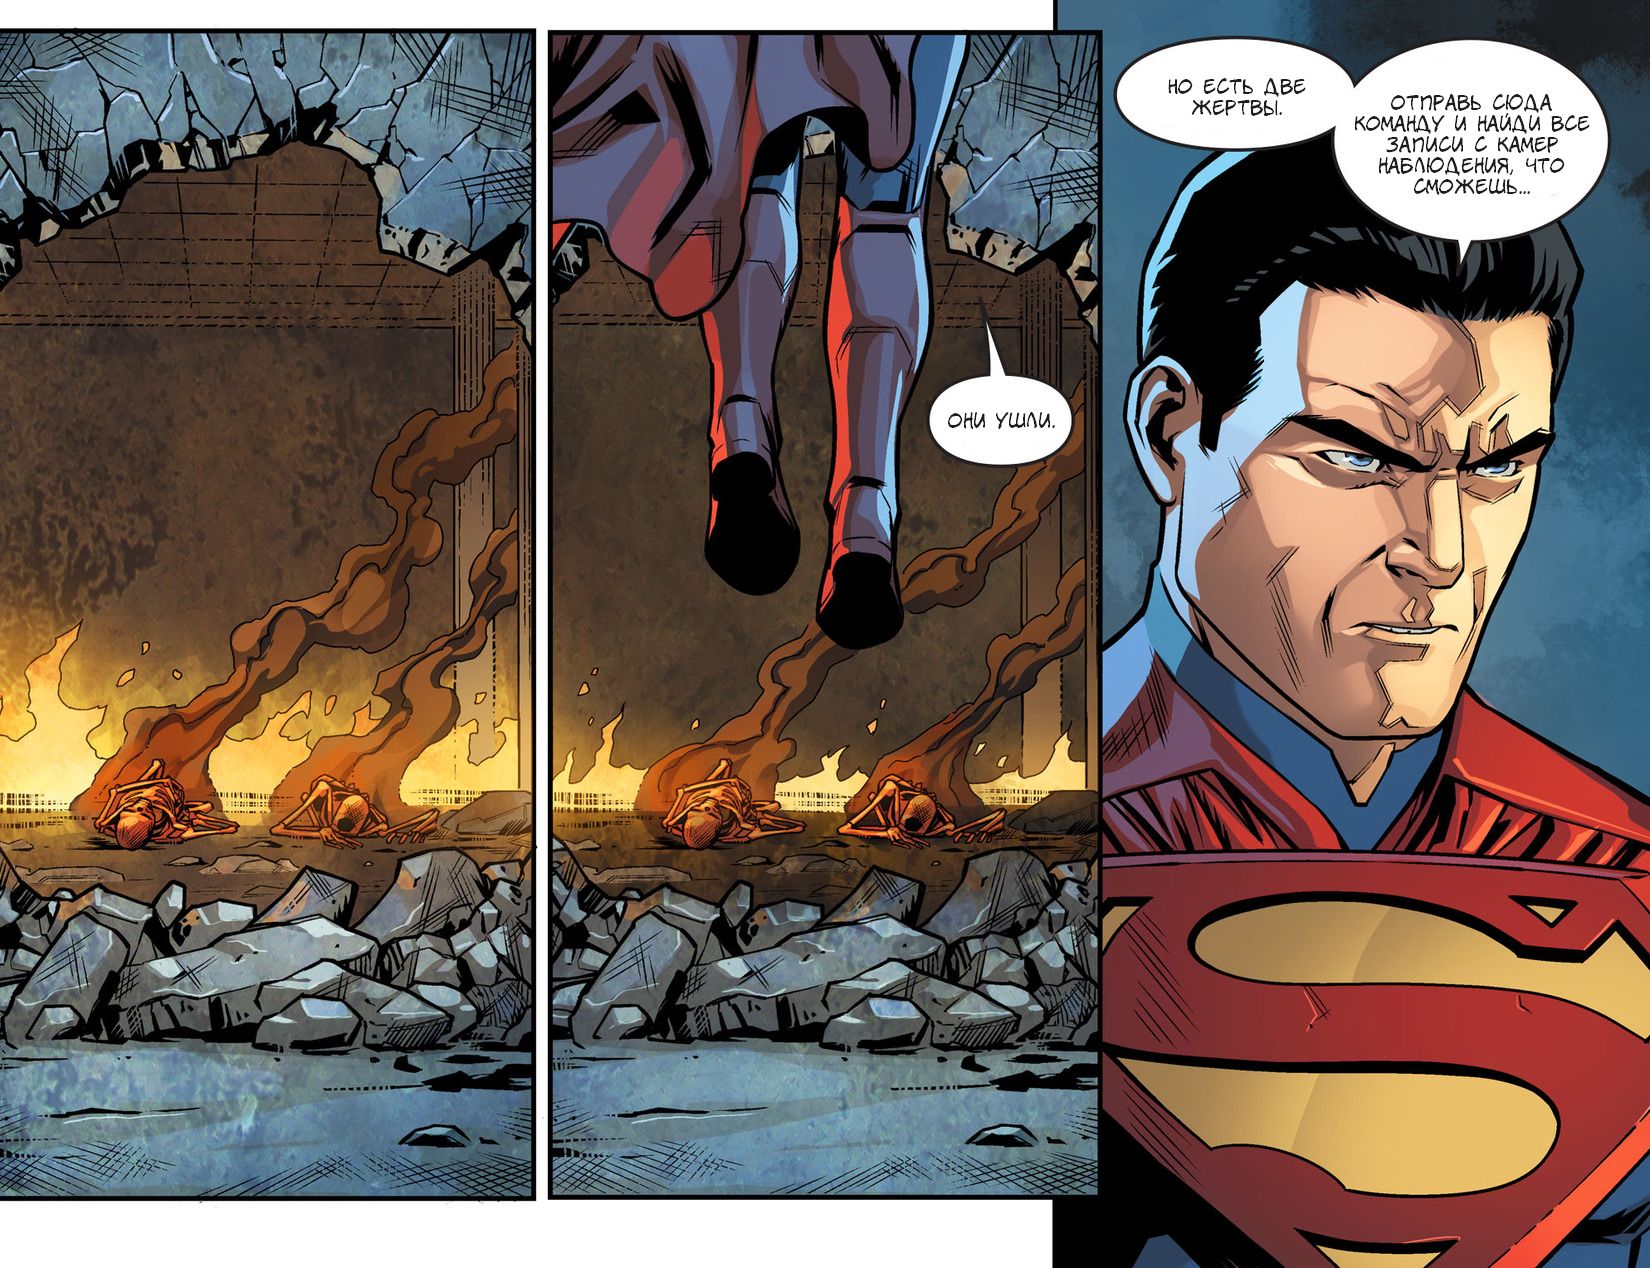 ОНИ УШЛИ.
НО ЕСТЬ ДВЕ
ЖЕРТВЫ.
ОТПРАВЬ СЮДА
КОМАНДУ И НАЙДИ ВСЕ
ЗАПИСИ С КАМЕР
НАБЛЮДЕНИЯ, ЧТО
СМОЖЕШЬ...